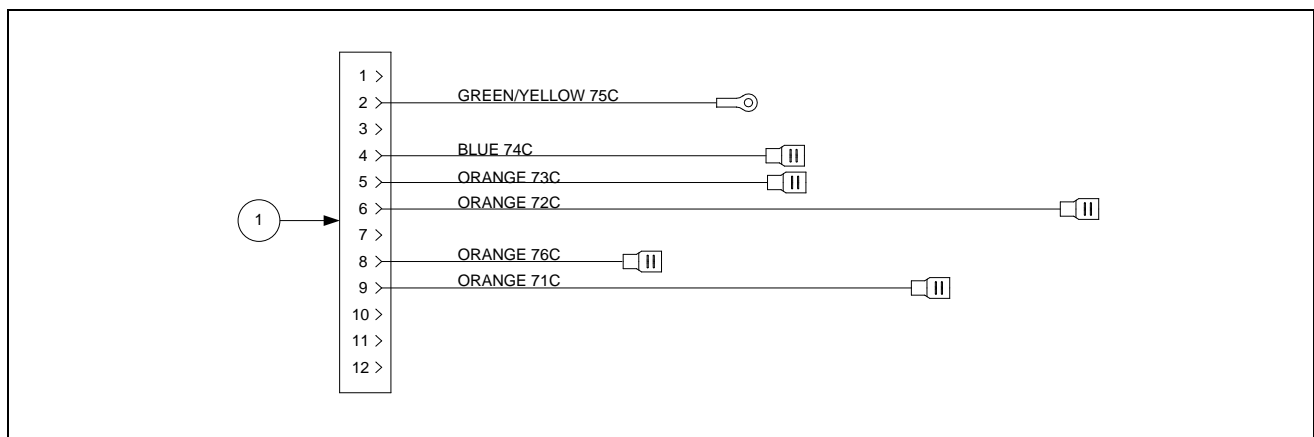 1 >
2 > GREEN/YELLOW 75C
3 >
4 > BLUE 74C
5 > ORANGE 73C
6 > ORANGE 72C
1
7 >
8 > ORANGE 76C
9 > ORANGE 71C
10 >
11 >
12 >